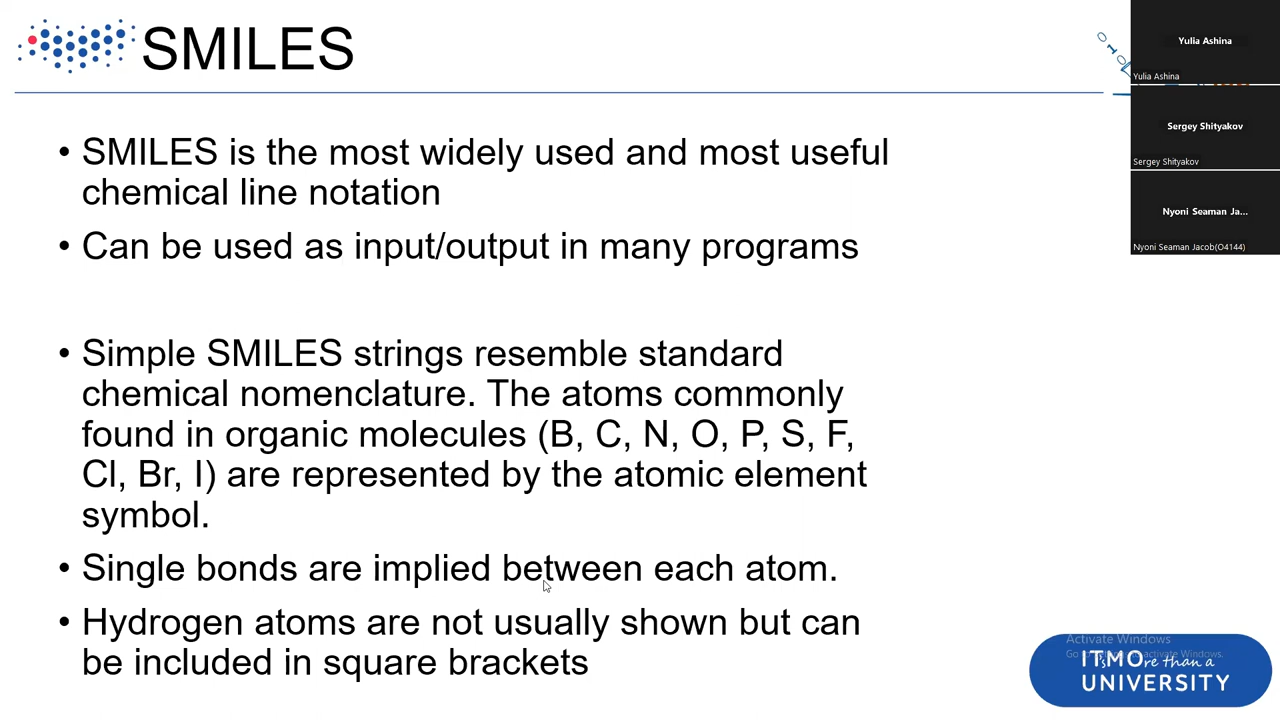 SMILES
• SMILES is the most widely used and most useful
chemical line notation
• Can be used as input/output in many programs
• Simple SMILES strings resemble standard
chemical nomenclature. The atoms commonly
found in organic molecules (B, C, N, O, P, S, F,
Cl, Br, I) are represented by the atomic element
symbol.
• Single bonds are implied between each atom.
• Hydrogen atoms are not usually shown but can
be included in square brackets
Yulia Ashina
Yulia Ashina
Sergey Shityakov
Sergey Shityakov
Nyoni Seaman Ja...
Nyoni Seaman Jacob(O4144)
Activate Windows
activate Windows.
ITsMOre than a
UNIVERSITY